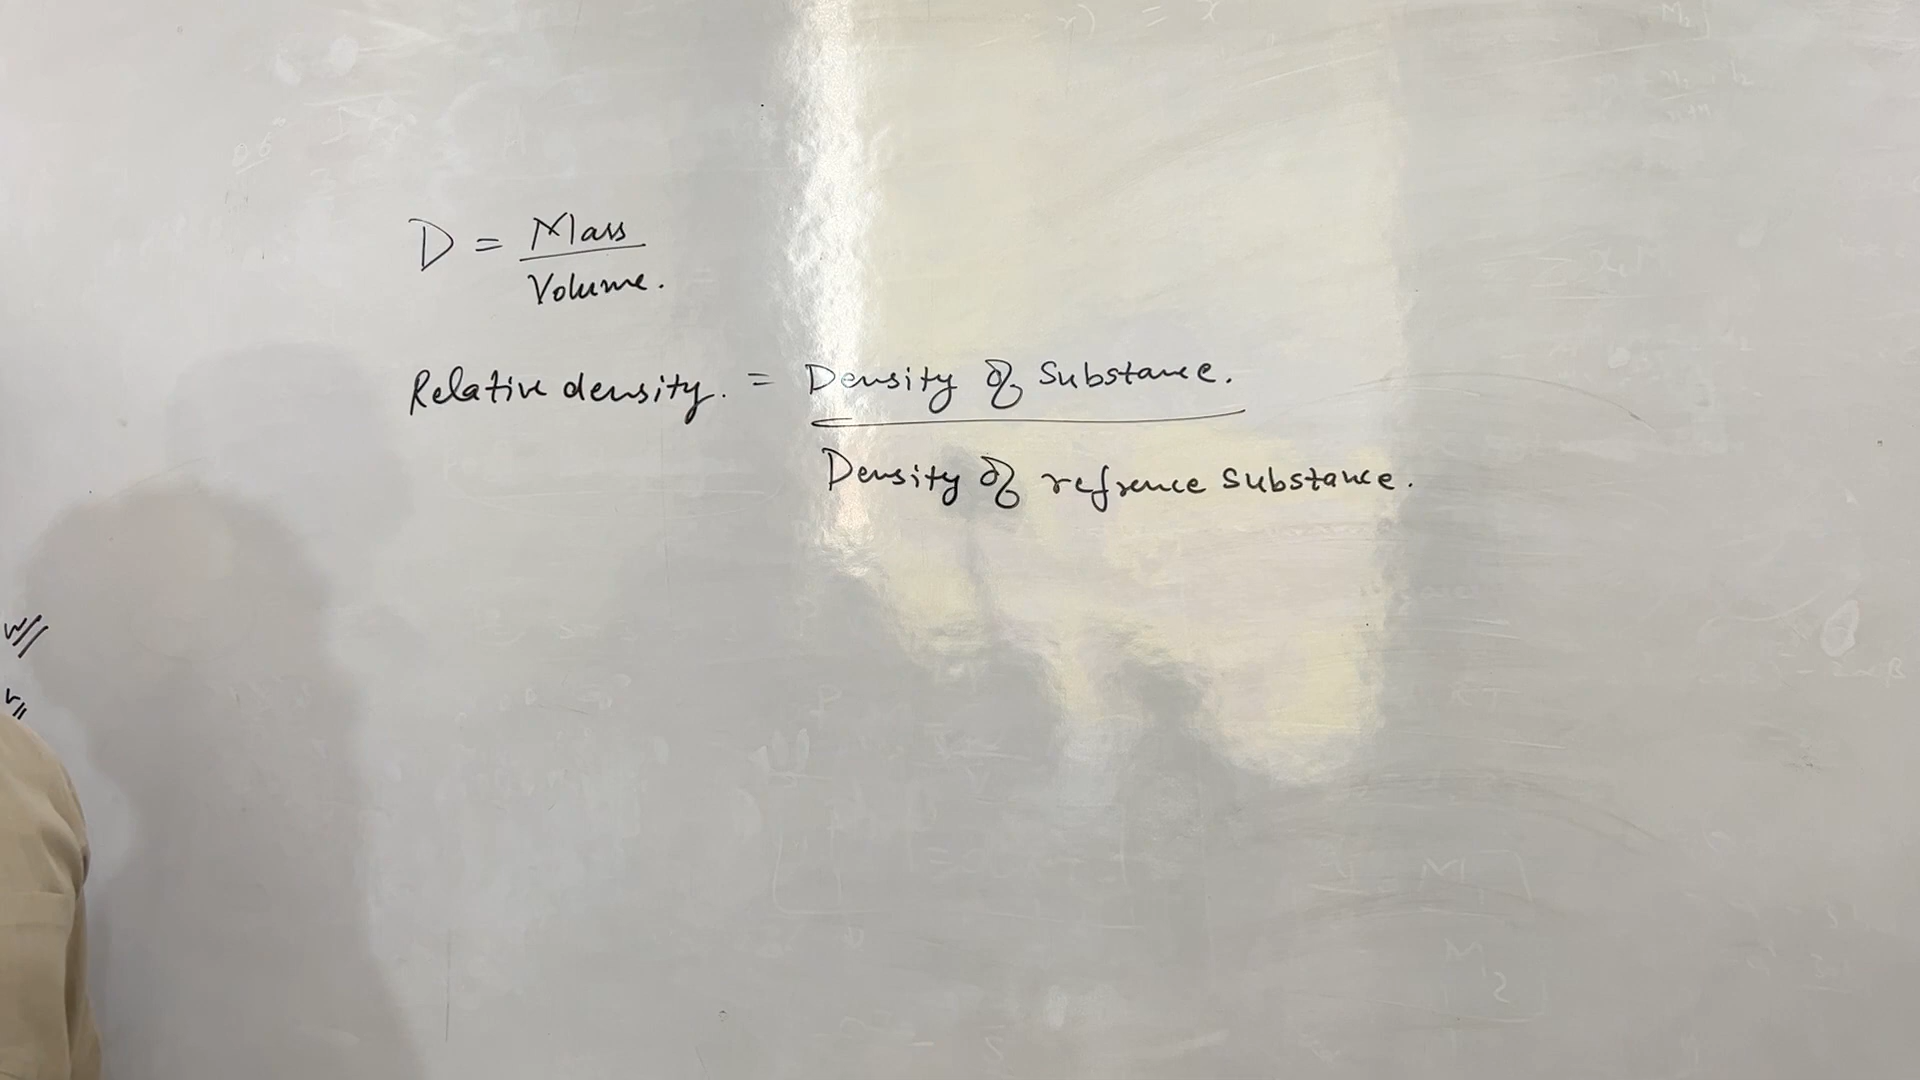 D = Mass
Volume.
Relative density. = Density of Substance.
Density of refrence substance.